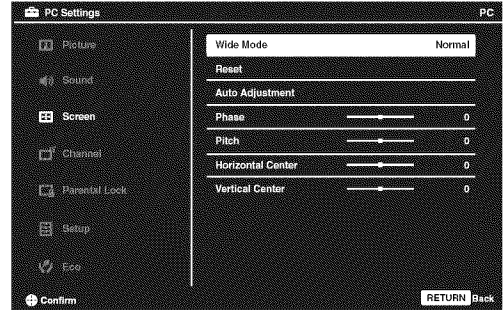 PC Settings PC
Picture
Sound
Screen
Channel
Parental Lock
Setup
Eco
Wide Mode Normal
Reset
Auto Adjustment
Phase 0
Pitch 0
Horizontal Center 0
Vertical Center 0
Confirm RETURN Back